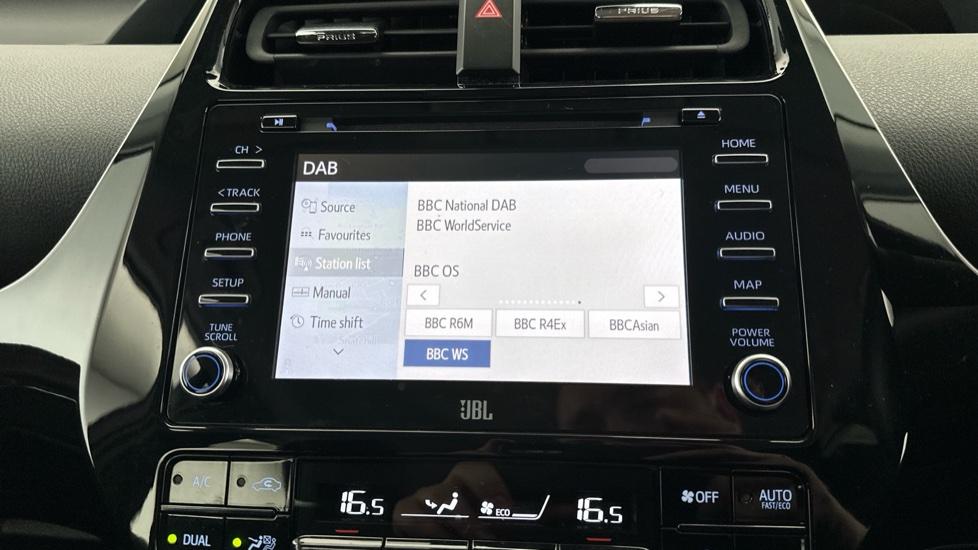 PRIUS
PRIUS
CH >
< TRACK
PHONE
SETUP
TUNE
SCROLL
HOME
MENU
AUDIO
MAP
POWER
VOLUME
DAB
Source
Favourites
Station list
Manual
Time shift
BBC National DAB
BBC WorldService
BBC OS
BBC R6M
BBC R4Ex
BBCAsian
BBC WS
JBL
A/C
16.5
ECO
16.5
OFF
AUTO
FAST/ECO
DUAL